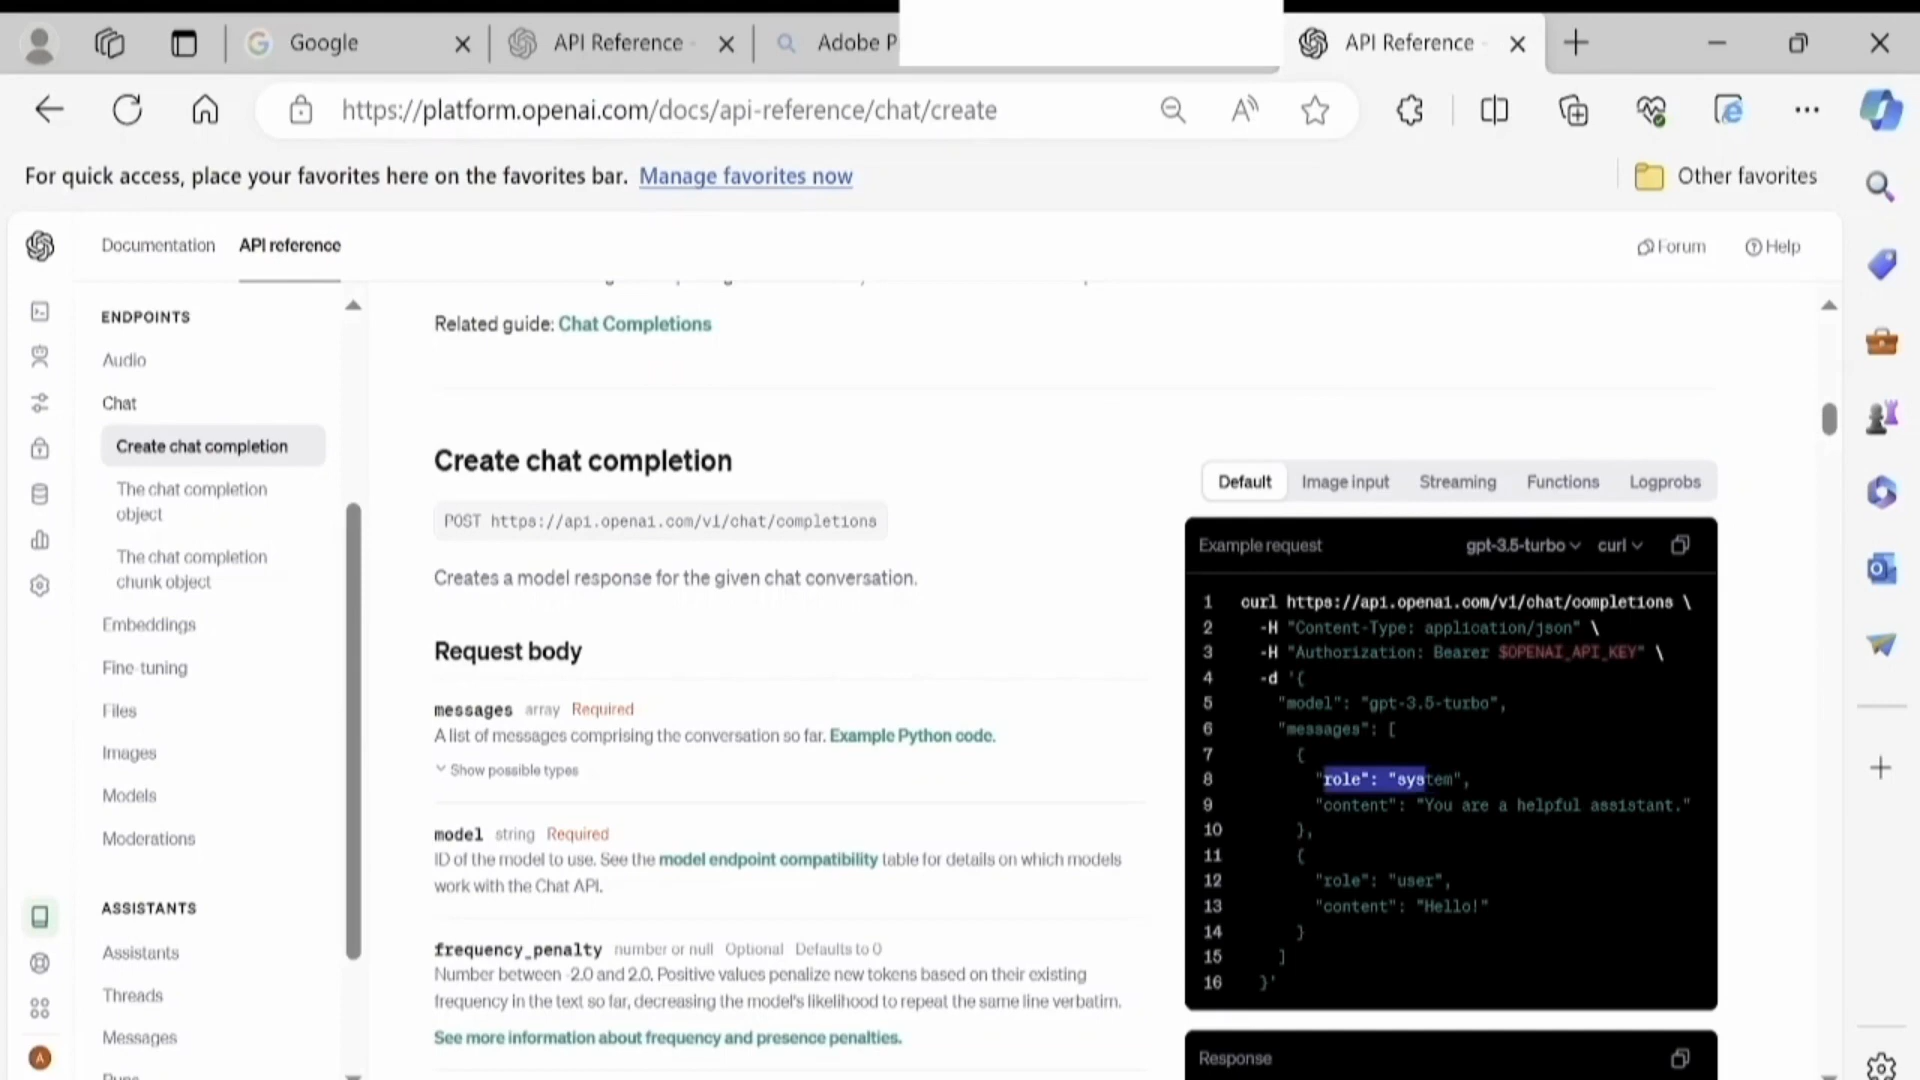 Google
API Reference -
Adobe P
API Reference -
https://platform.openai.com/docs/api-reference/chat/create
For quick access, place your favorites here on the favorites bar. Manage favorites now
Other favorites
Documentation
API reference
Forum
Help
ENDPOINTS
Audio
Chat
Create chat completion
The chat completion
object
The chat completion
chunk object
Embeddings
Fine-tuning
Files
Images
Models
Moderations
ASSISTANTS
Assistants
Threads
Messages
A
Related guide: Chat Completions
Create chat completion
POST https://api.openai.com/v1/chat/completions
Creates a model response for the given chat conversation.
Request body
messages array Required
A list of messages comprising the conversation so far. Example Python code.
Show possible types
model string Required
ID of the model to use. See the model endpoint compatibility table for details on which models
work with the Chat API.
frequency_penalty number or null Optional Defaults to 0
Number between -2.0 and 2.0. Positive values penalize new tokens based on their existing
frequency in the text so far, decreasing the model's likelihood to repeat the same line verbatim.
See more information about frequency and presence penalties.
Default Image input Streaming Functions Logprobs
Example request gpt-3.5-turbo curl
1 curl https://api.openai.com/v1/chat/completions \
2 -H "Content-Type: application/json" \
3 -H "Authorization: Bearer $OPENAI_API_KEY" \
4 -d '{
5 "model": "gpt-3.5-turbo",
6 "messages": [
7 {
8 "role": "system",
9 "content": "You are a helpful assistant."
10 },
11 {
12 "role": "user",
13 "content": "Hello!"
14 }
15 ]
16 }'
Response